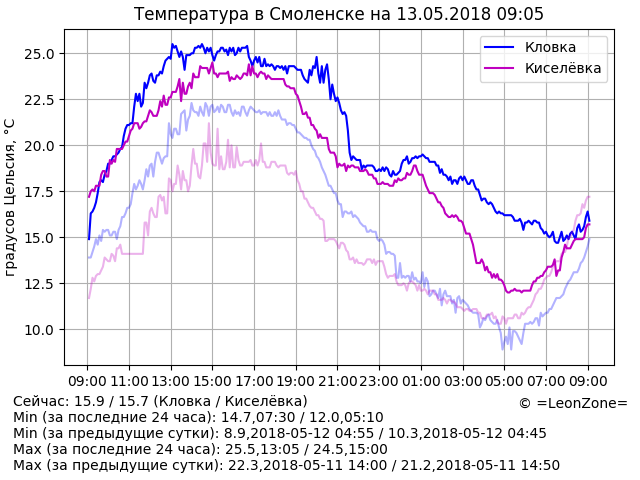 Температура в Смоленске на 13.05.2018 09:05
Кловка
Киселёвка
градусов Цельсия, °C
25.0
22.5
20.0
17.5
15.0
12.5
10.0
09:00 11:00 13:00 15:00 17:00 19:00 21:00 23:00 01:00 03:00 05:00 07:00 09:00
Сейчас: 15.9 / 15.7 (Кловка / Киселёвка)
© =LeonZone=
Min (за последние 24 часа): 14.7,07:30 / 12.0,05:10
Min (за предыдущие сутки): 8.9,2018-05-12 04:55 / 10.3,2018-05-12 04:45
Max (за последние 24 часа): 25.5,13:05 / 24.5,15:00
Max (за предыдущие сутки): 22.3,2018-05-11 14:00 / 21.2,2018-05-11 14:50